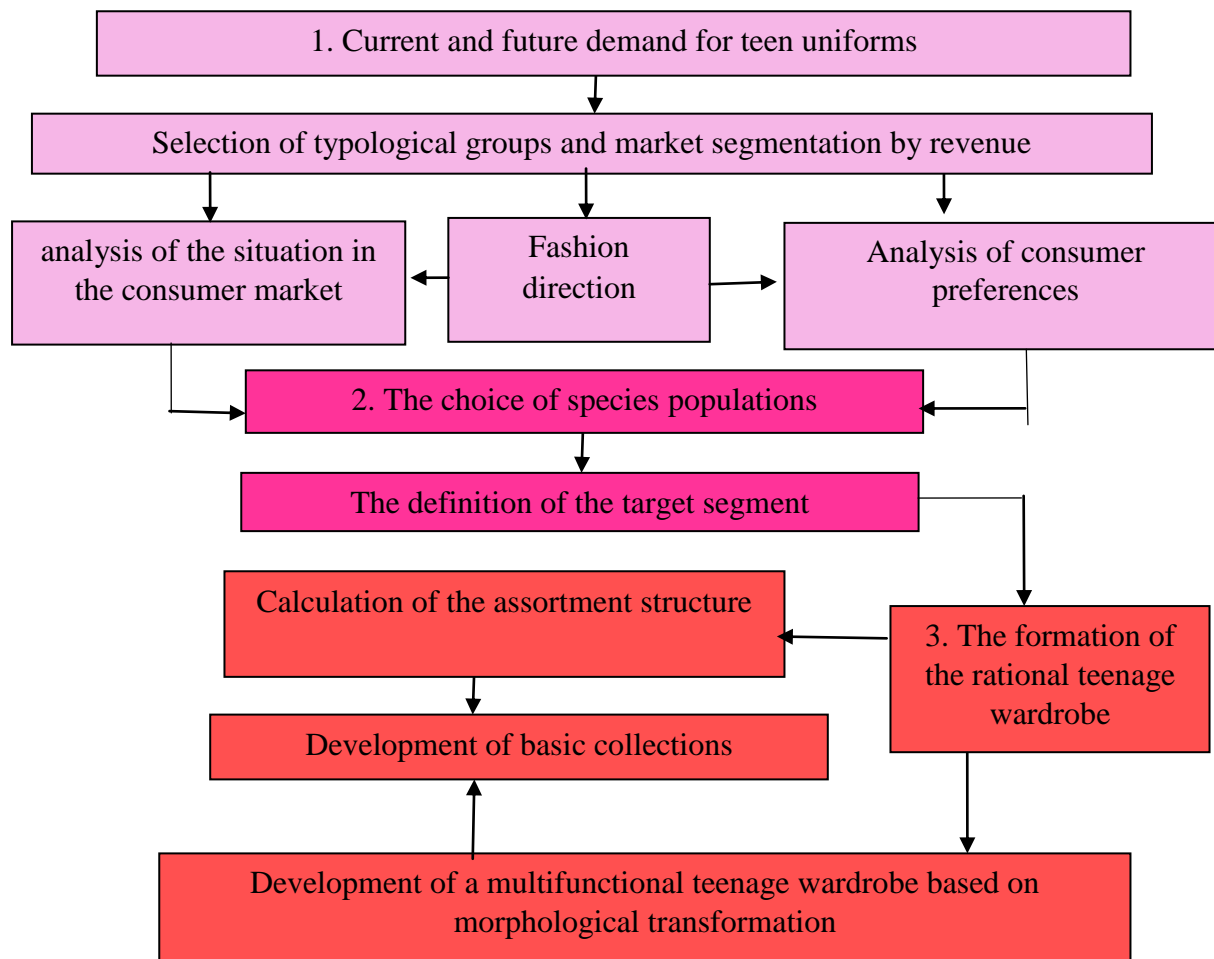 1. Current and future demand for teen uniforms
Selection of typological groups and market segmentation by revenue
analysis of the situation in
the consumer market
Fashion
direction
Analysis of consumer
preferences
2. The choice of species populations
The definition of the target segment
Calculation of the assortment structure
3. The formation of
the rational teenage
wardrobe
Development of basic collections
Development of a multifunctional teenage wardrobe based on
morphological transformation